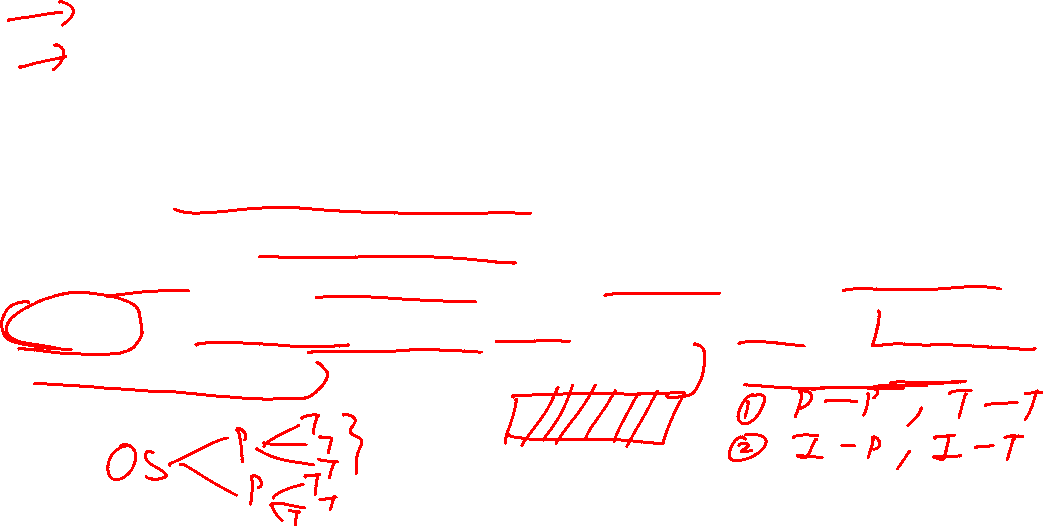 ① P-P, T-T
② I-P, I-T
OS P T T T
P T T T